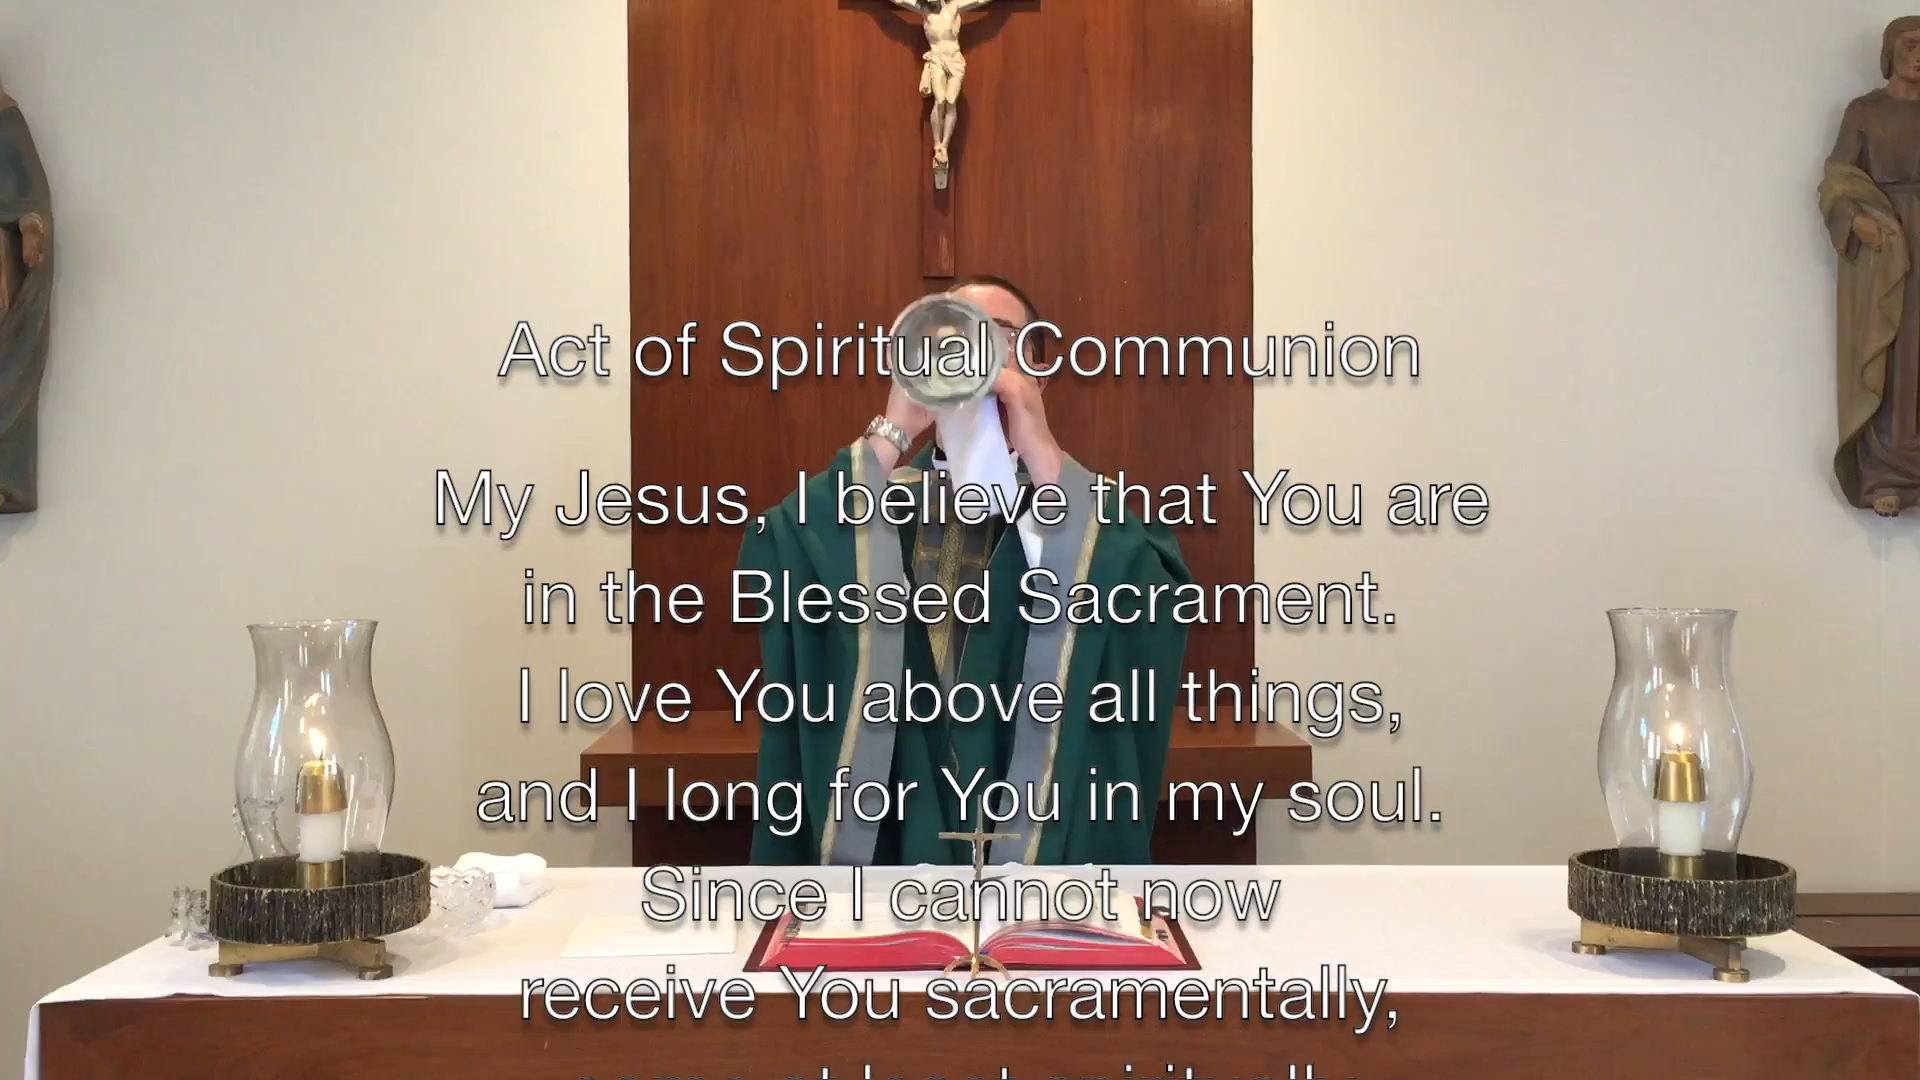 Act of Spiritual Communion
My Jesus, I believe that You are
in the Blessed Sacrament.
I love You above all things,
and I long for You in my soul.
Since I cannot now
receive You sacramentally,